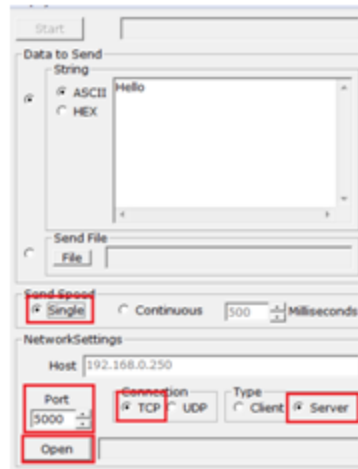 Start
Data to Send
String
ASCII
HEX
Hello
Send File
File
Send Speed
Single Continuous 500 Milliseconds
NetworkSettings
Host 192.168.0.250
Port
5000
Connection
TCP UDP
Type
Client Server
Open